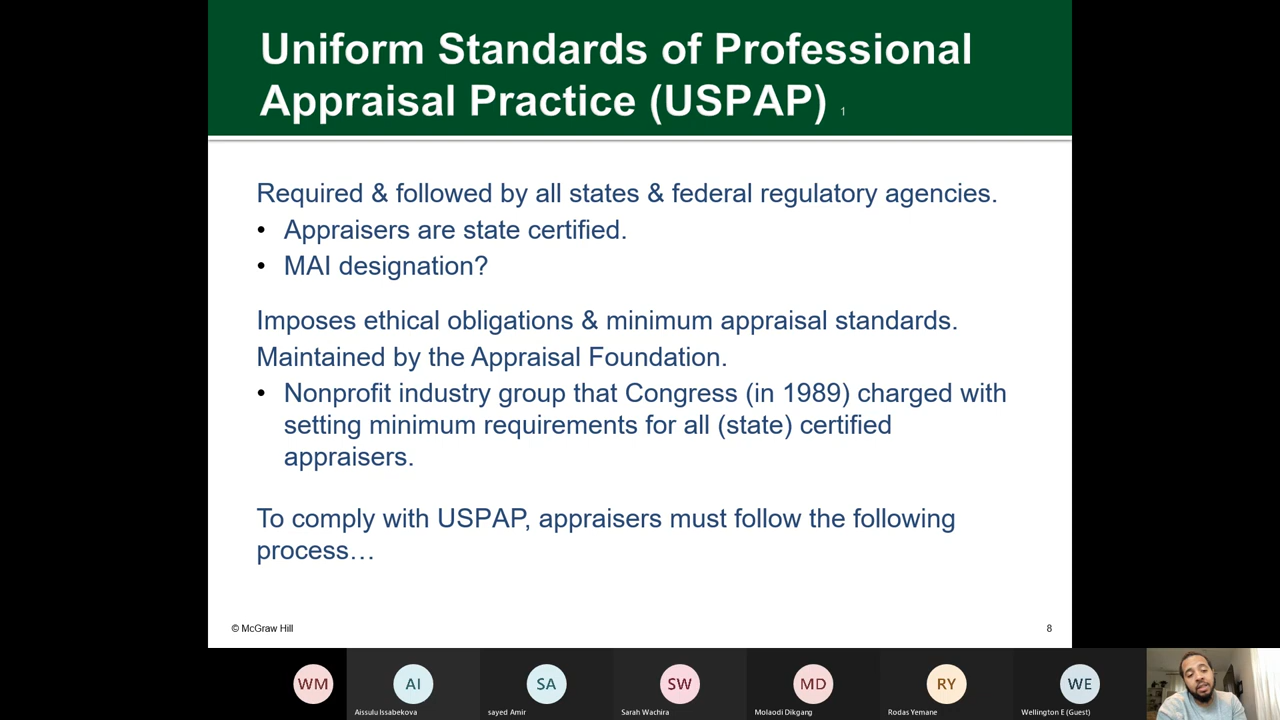 Uniform Standards of Professional
Appraisal Practice (USPAP) 1
Required & followed by all states & federal regulatory agencies.
• Appraisers are state certified.
• MAI designation?
Imposes ethical obligations & minimum appraisal standards.
Maintained by the Appraisal Foundation.
• Nonprofit industry group that Congress (in 1989) charged with
setting minimum requirements for all (state) certified
appraisers.
To comply with USPAP, appraisers must follow the following
process…
© McGraw Hill
8
WM
AI
SA
SW
MD
RY
WE
Aissulu Issabekova
sayed Amir
Sarah Wachira
Molaodi Dikgang
Rodas Yemane
Wellington E (Guest)